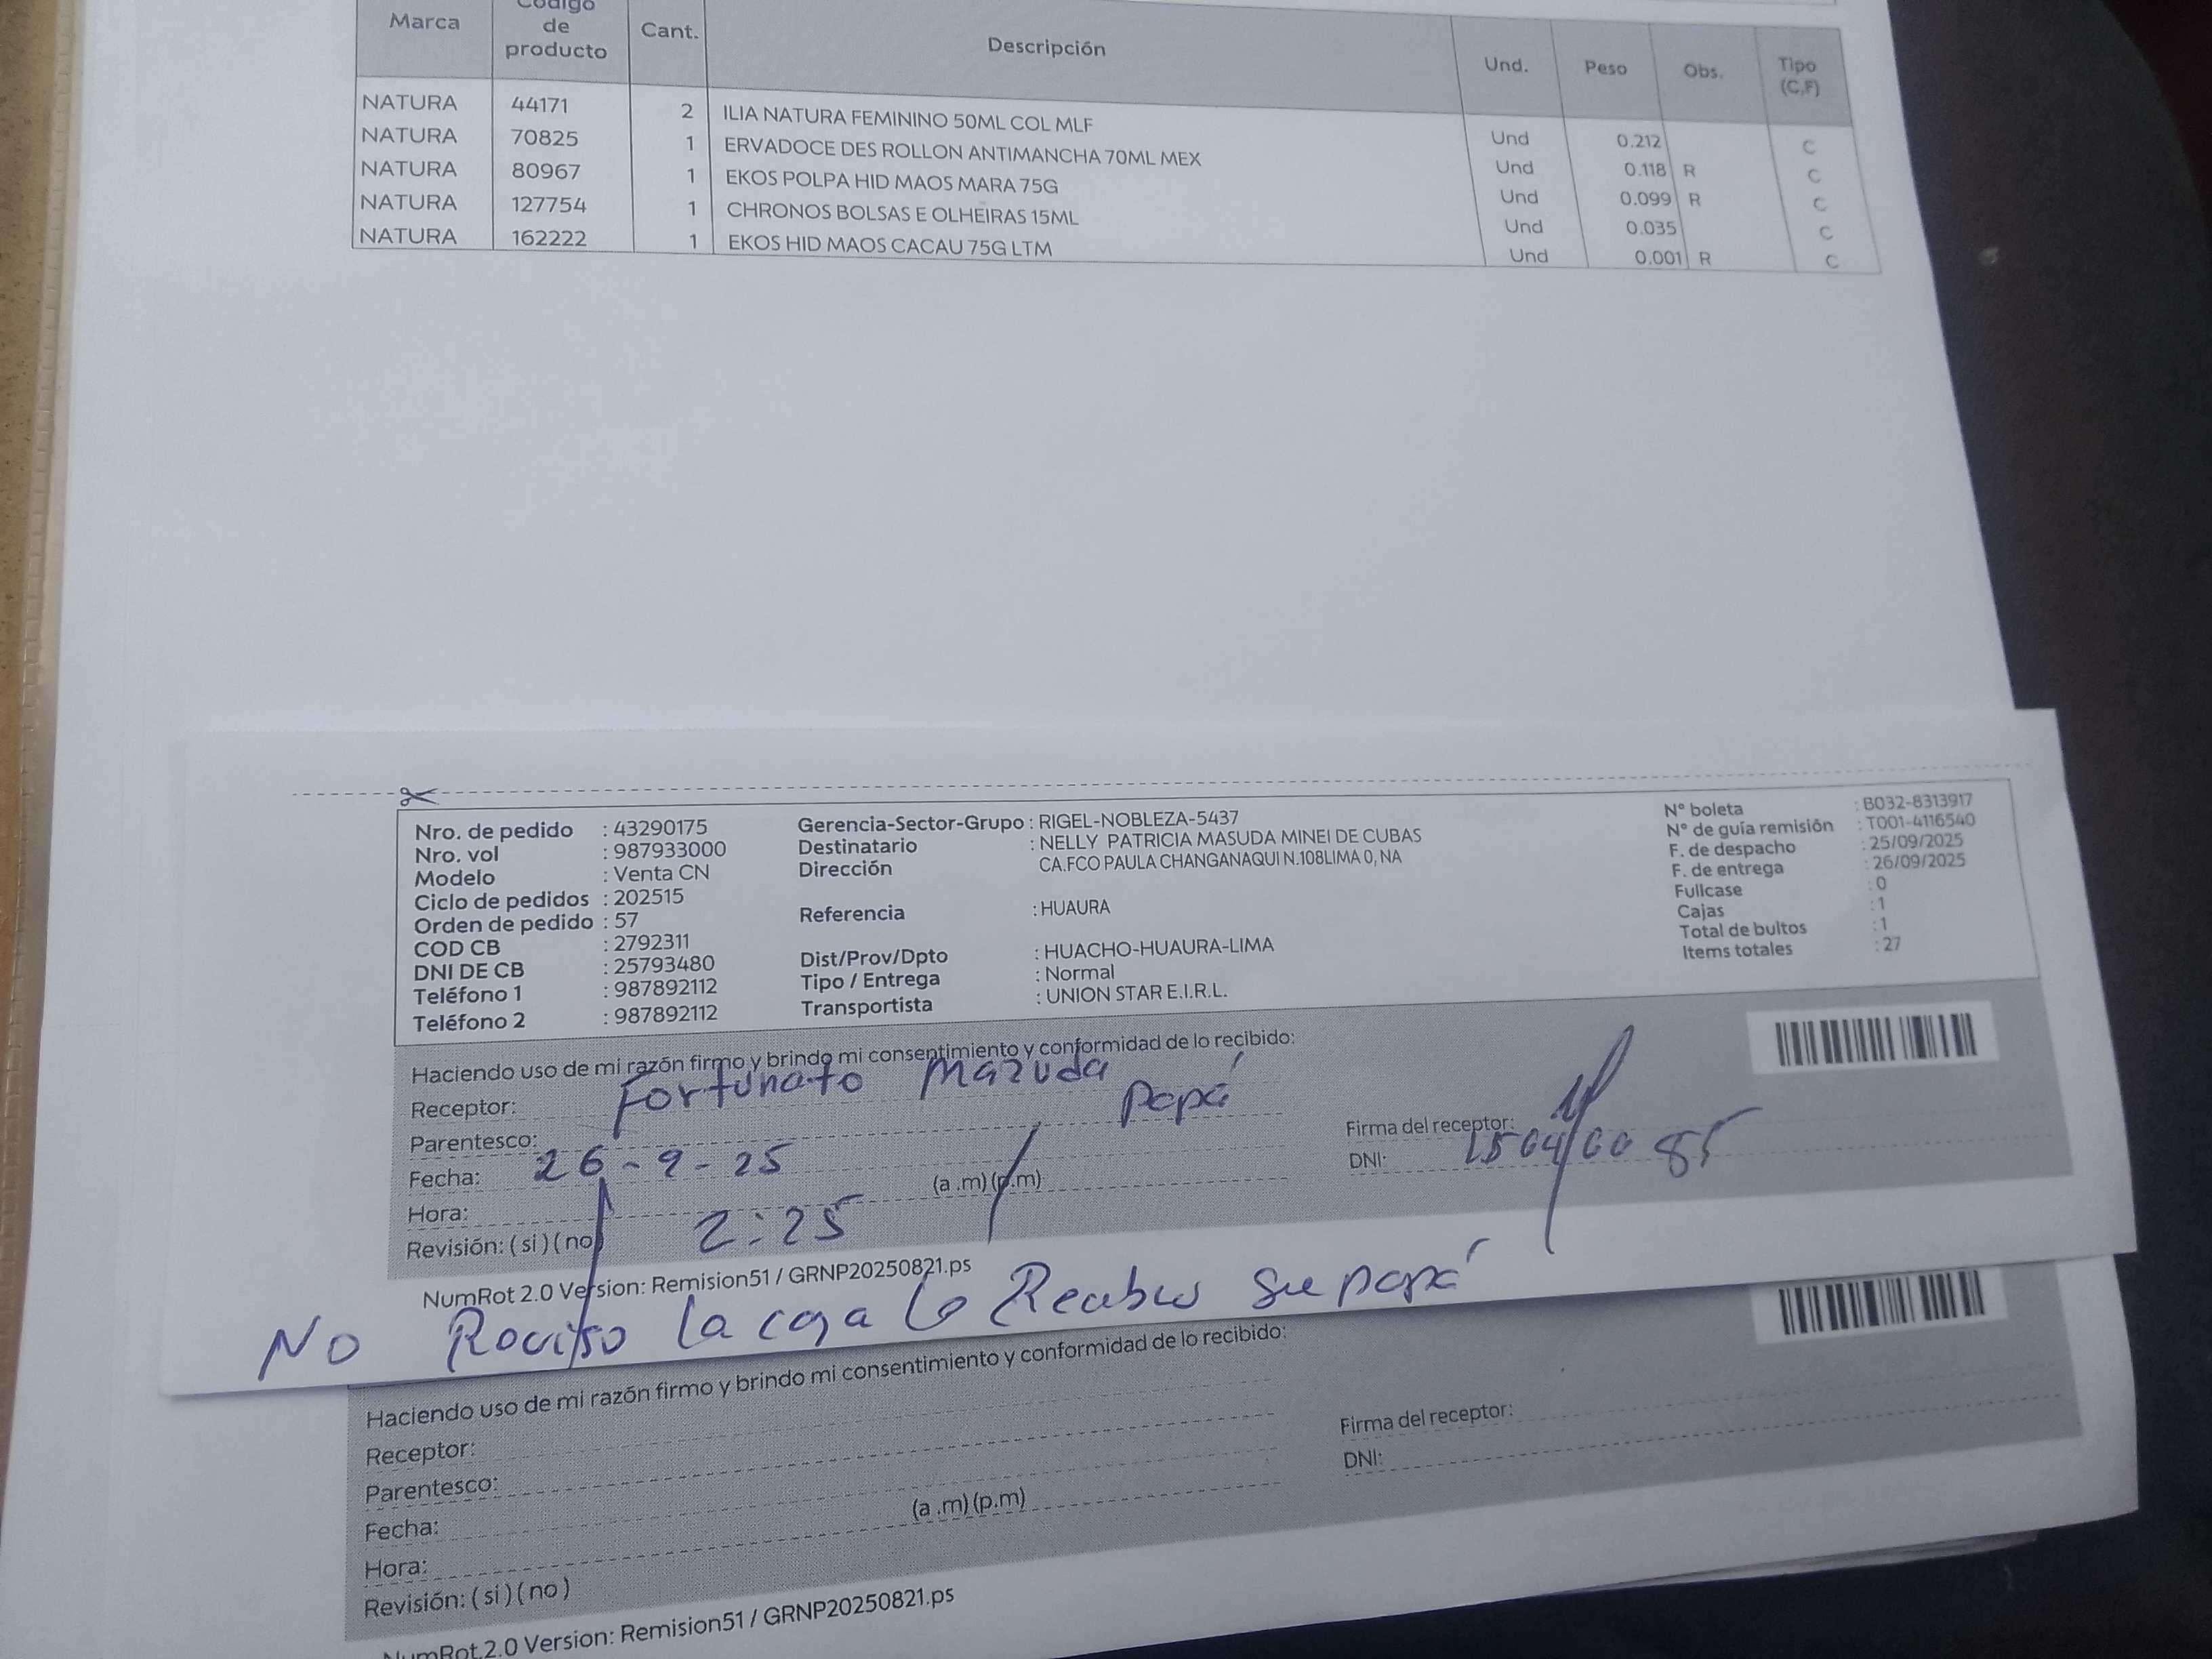 Marca Código de producto Cant. Descripción Und. Peso Obs. Tipo (C,F)
NATURA 44171 2 ILIA NATURA FEMININO 50ML COL MLF Und 0.212 C
NATURA 70825 1 ERVADOCE DES ROLLON ANTIMANCHA 70ML MEX Und 0.118 R C
NATURA 80967 1 EKOS POLPA HID MAOS MARA 75G Und 0.099 R C
NATURA 127754 1 CHRONOS BOLSAS E OLHEIRAS 15ML Und 0.035 C
NATURA 162222 1 EKOS HID MAOS CACAU 75G LTM Und 0.001 R C
Nro. de pedido : 43290175
Nro. vol : 987933000
Modelo : Venta CN
Ciclo de pedidos : 202515
Orden de pedido : 57
COD CB : 2792311
DNI DE CB : 25793480
Teléfono 1 : 987892112
Teléfono 2 : 987892112
Gerencia-Sector-Grupo : RIGEL-NOBLEZA-5437
Destinatario : NELLY PATRICIA MASUDA MINEI DE CUBAS
Dirección CA.FCO PAULA CHANGANAQUI N.108LIMA 0, NA
Referencia : HUAURA
Dist/Prov/Dpto : HUACHO-HUAURA-LIMA
Tipo / Entrega : Normal
Transportista : UNION STAR E.I.R.L.
N° boleta : B032-8313917
N° de guía remisión : T001-4116540
F. de despacho : 25/09/2025
F. de entrega : 26/09/2025
Fullcase : 0
Cajas : 1
Total de bultos : 1
Items totales : 27
Haciendo uso de mi razón firmo y brindo mi consentimiento y conformidad de lo recibido:
Receptor: Fortunato Mazuda
Parentesco: Papá
Fecha: 26-9-25
Hora: 2:25 (a.m) (p.m)
Revisión: ( si ) ( no )
Firma del receptor:
DNI:
NumRot 2.0 Version: Remision51 / GRNP20250821.ps
No la caja lo su papá
Haciendo uso de mi razón firmo y brindo mi consentimiento y conformidad de lo recibido:
Receptor:
Parentesco:
Fecha:
Hora: (a .m) (p.m)
Revisión: ( si ) ( no )
Firma del receptor:
DNI:
NumRot 2.0 Version: Remision51 / GRNP20250821.ps